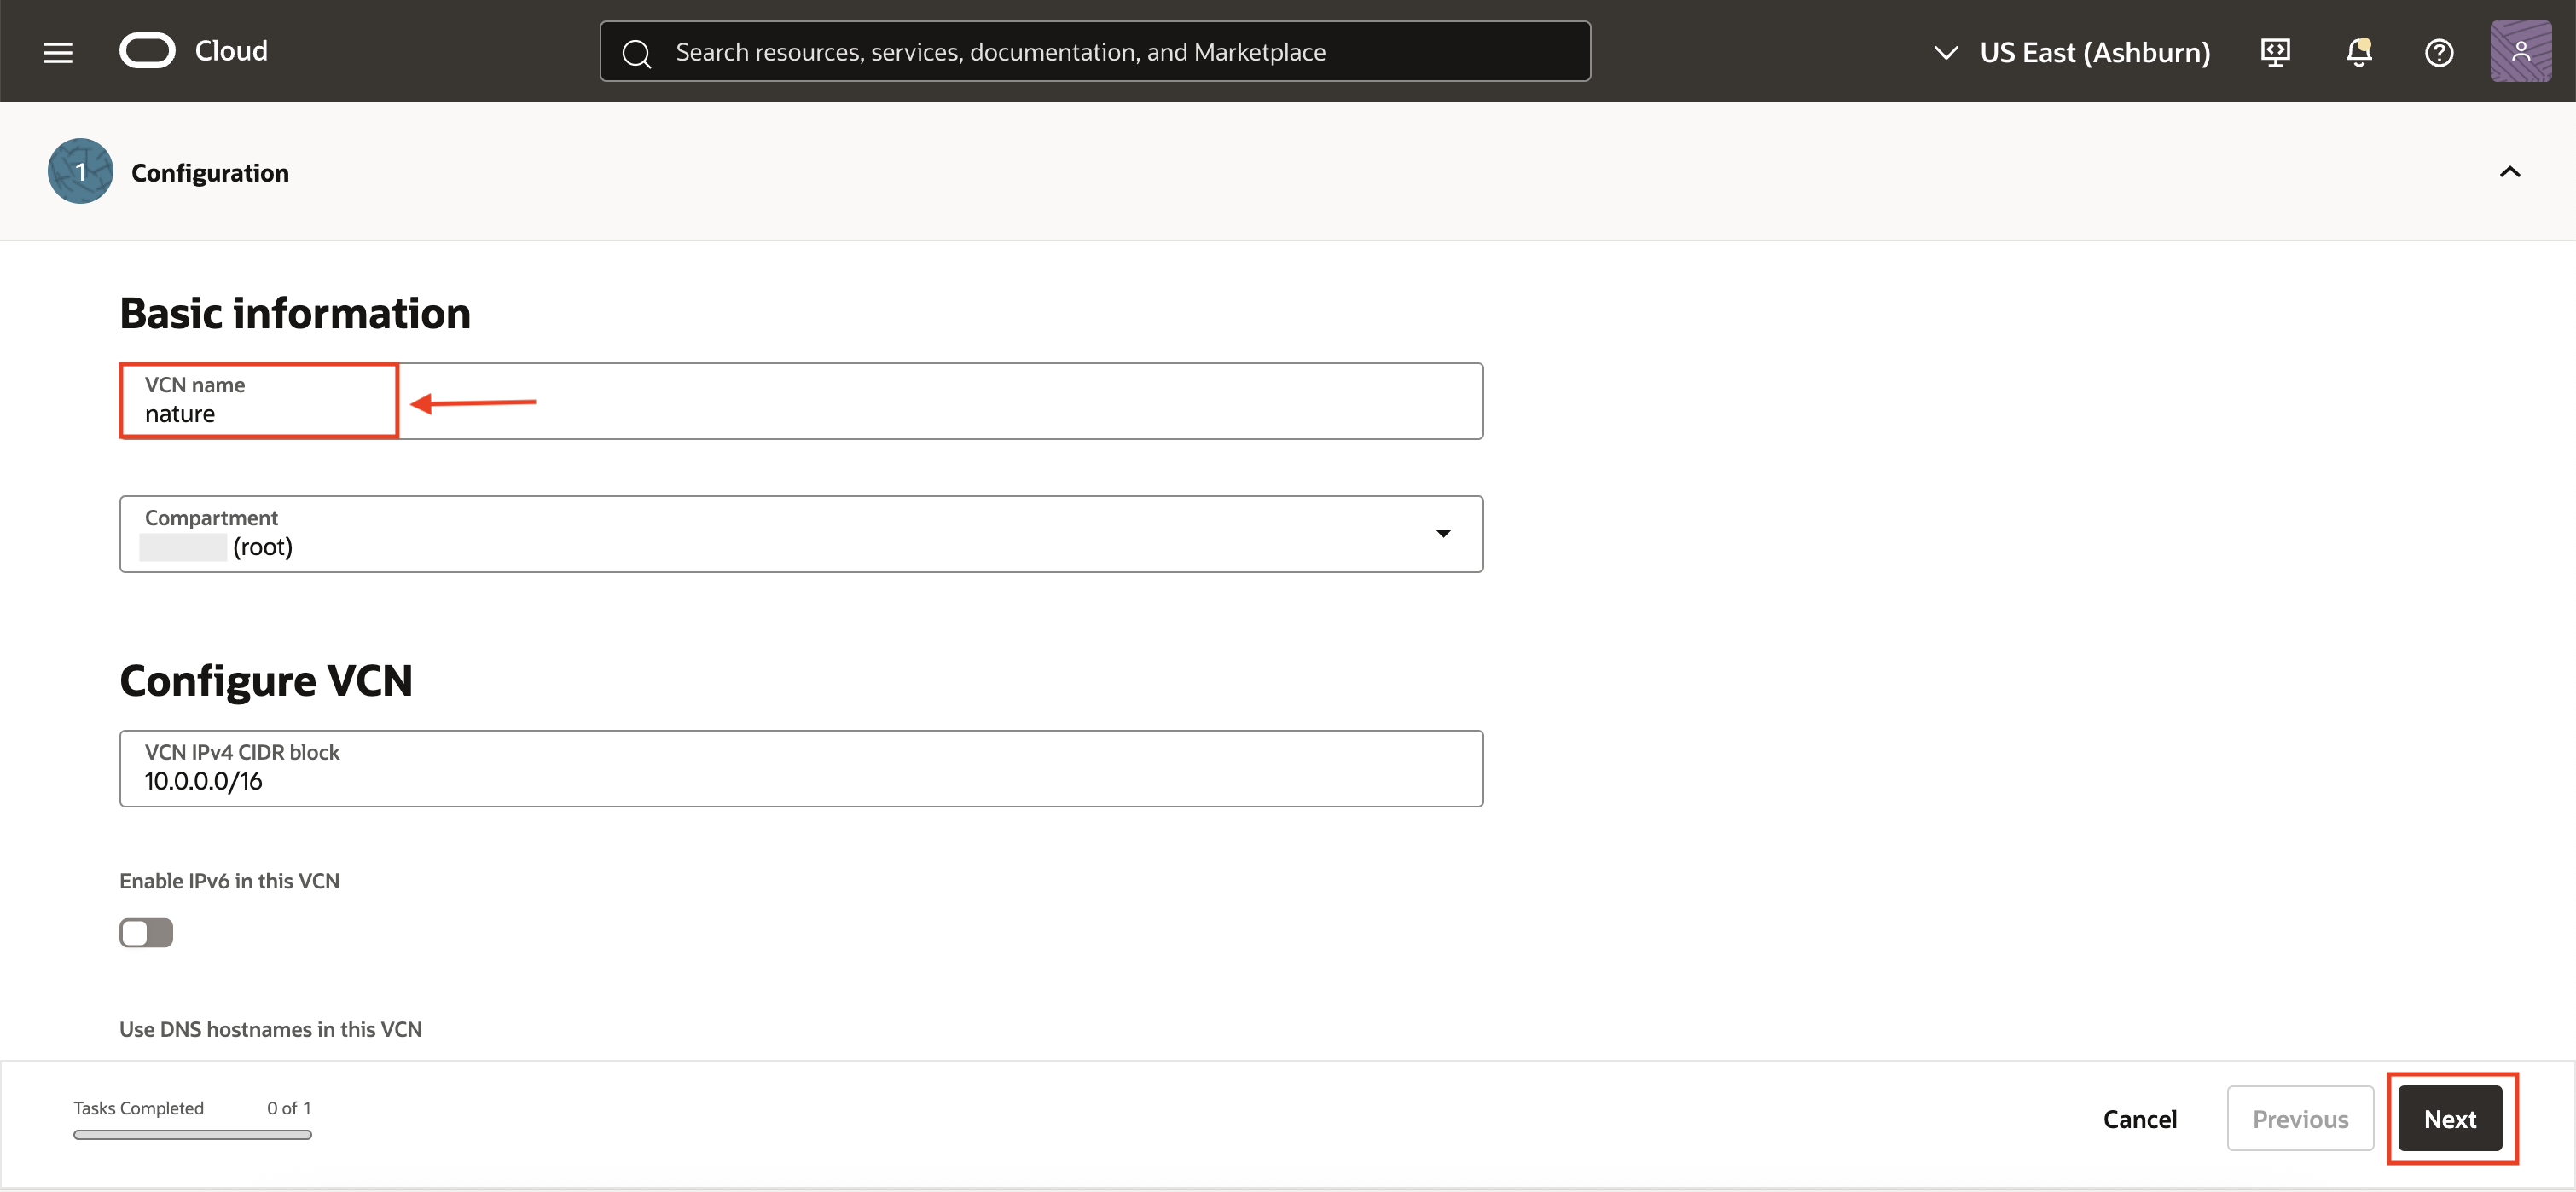 Cloud
Search resources, services, documentation, and Marketplace
US East (Ashburn)
1
Configuration
Basic information
VCN name
nature
Compartment
(root)
Configure VCN
VCN IPv4 CIDR block
10.0.0.0/16
Enable IPv6 in this VCN
Use DNS hostnames in this VCN
Tasks Completed 0 of 1
Cancel
Previous
Next